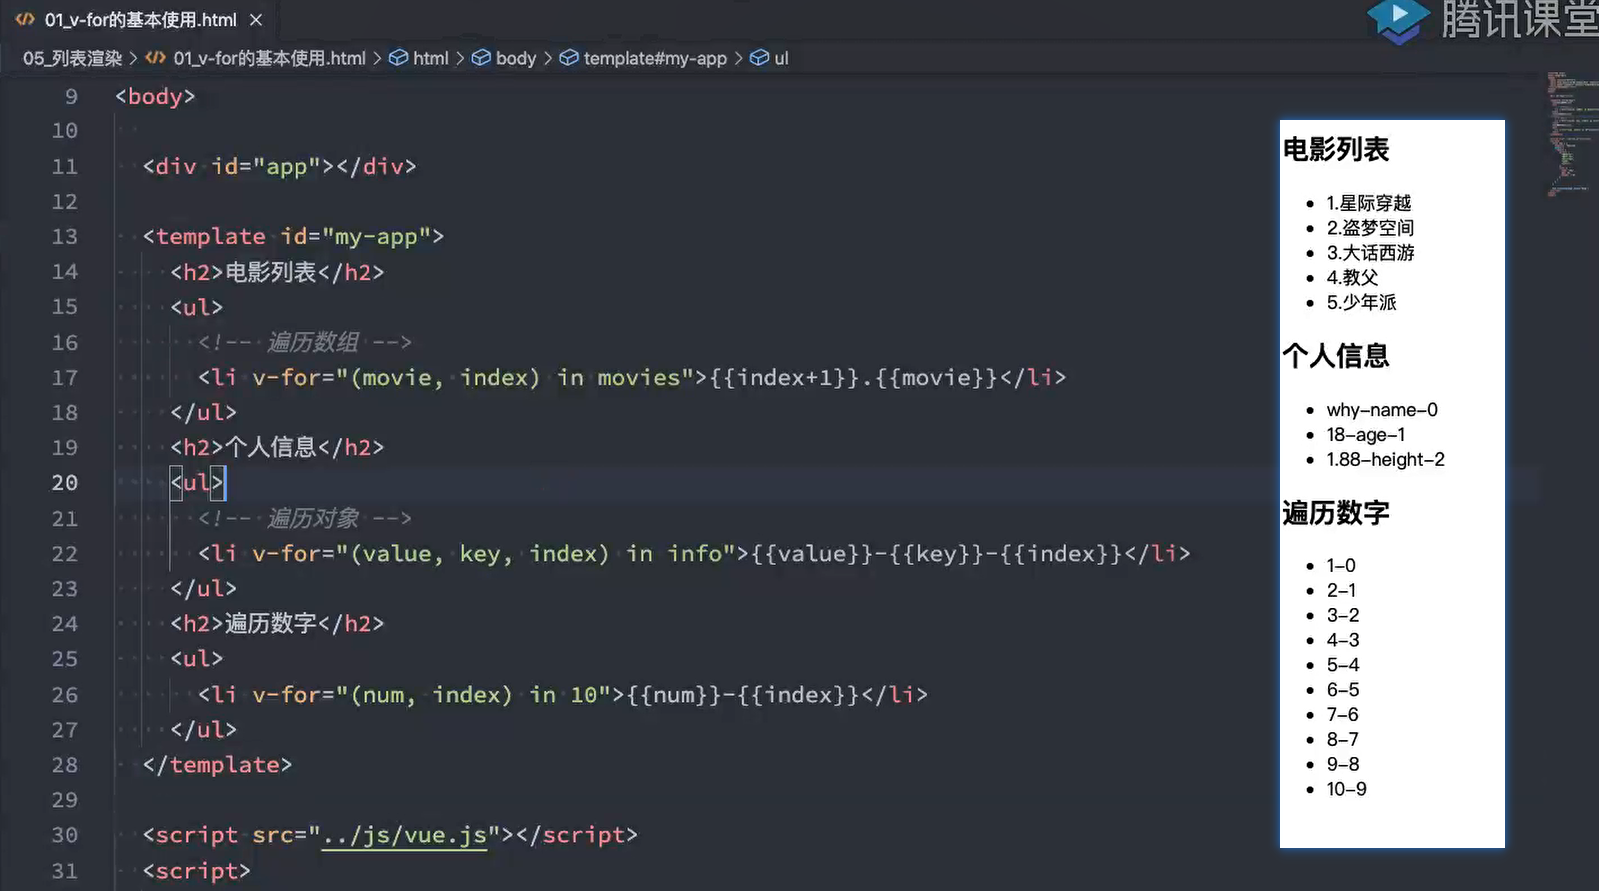 01_v-for的基本使用.html
腾讯课堂
05_列表渲染 > 01_v-for的基本使用.html > html > body > template#my-app > ul
9 <body>
10
11 <div id="app"></div>
12
13 <template id="my-app">
14 <h2>电影列表</h2>
15 <ul>
16 <!-- 遍历数组 -->
17 <li v-for="(movie, index) in movies">{{index+1}}.{{movie}}</li>
18 </ul>
19 <h2>个人信息</h2>
20 <ul>
21 <!-- 遍历对象 -->
22 <li v-for="(value, key, index) in info">{{value}}-{{key}}-{{index}}</li>
23 </ul>
24 <h2>遍历数字</h2>
25 <ul>
26 <li v-for="(num, index) in 10">{{num}}-{{index}}</li>
27 </ul>
28 </template>
29
30 <script src="../js/vue.js"></script>
31 <script>
电影列表
1.星际穿越
2.盗梦空间
3.大话西游
4.教父
5.少年派
个人信息
why-name-0
18-age-1
1.88-height-2
遍历数字
1-0
2-1
3-2
4-3
5-4
6-5
7-6
8-7
9-8
10-9